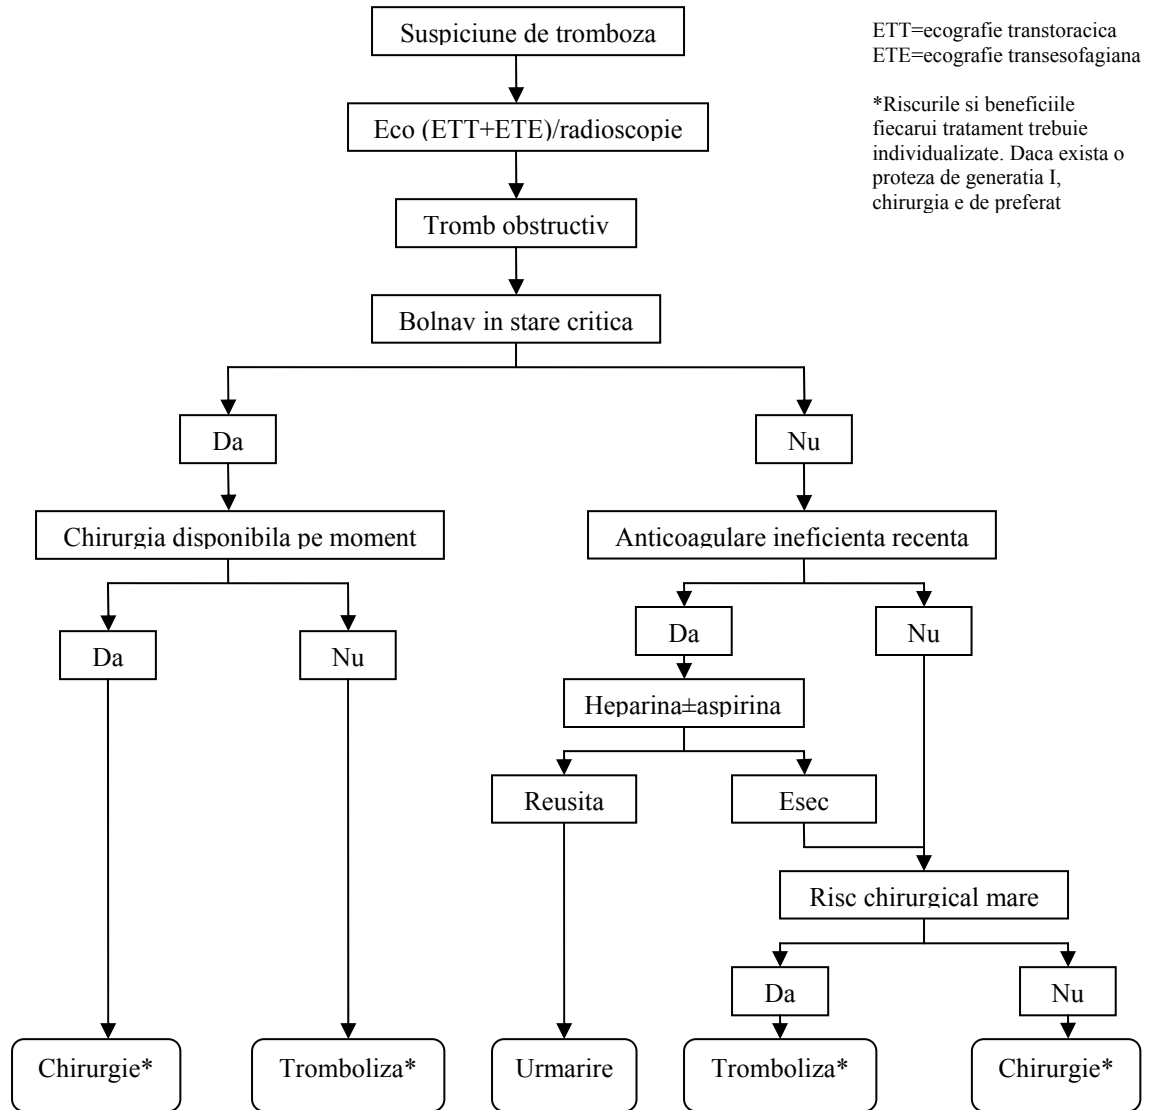 Suspiciune de tromboza
ETT=ecografie transtoracica
ETE=ecografie transesofagiana
*Riscurile si beneficiile
fiecarui tratament trebuie
individualizate. Daca exista o
proteza de generatia I,
chirurgia e de preferat
Eco (ETT+ETE)/radioscopie
Tromb obstructiv
Bolnav in stare critica
Da
Nu
Chirurgia disponibila pe moment
Anticoagulare ineficienta recenta
Da
Nu
Da
Nu
Heparina±aspirina
Reusita
Esec
Risc chirurgical mare
Da
Nu
Chirurgie*
Tromboliza*
Urmarire
Tromboliza*
Chirurgie*